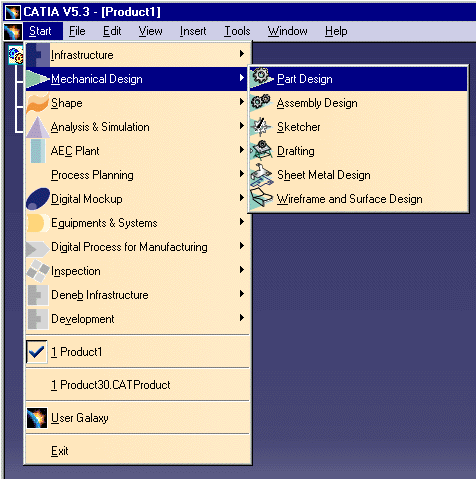 CATIA V5.3 - [Product1]
Start File Edit View Insert Tools Window Help
Infrastructure
Mechanical Design
Shape
Analysis & Simulation
AEC Plant
Process Planning
Digital Mockup
Equipments & Systems
Digital Process for Manufacturing
Inspection
Deneb Infrastructure
Development
1 Product1
1 Product30.CATProduct
User Galaxy
Exit
Part Design
Assembly Design
Sketcher
Drafting
Sheet Metal Design
Wireframe and Surface Design